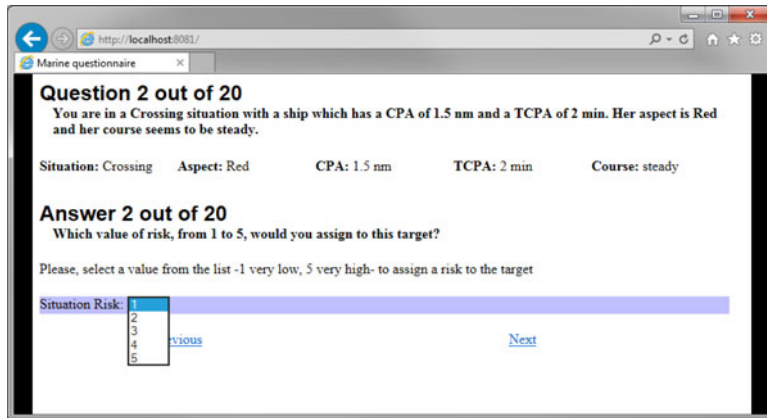 http://localhost:8081/
Marine questionnaire
Question 2 out of 20
You are in a Crossing situation with a ship which has a CPA of 1.5 nm and a TCPA of 2 min. Her aspect is Red
and her course seems to be steady.
Situation: Crossing Aspect: Red CPA: 1.5 nm TCPA: 2 min Course: steady
Answer 2 out of 20
Which value of risk, from 1 to 5, would you assign to this target?
Please, select a value from the list -1 very low, 5 very high- to assign a risk to the target
Situation Risk: 1
2
3
4
5
evious Next